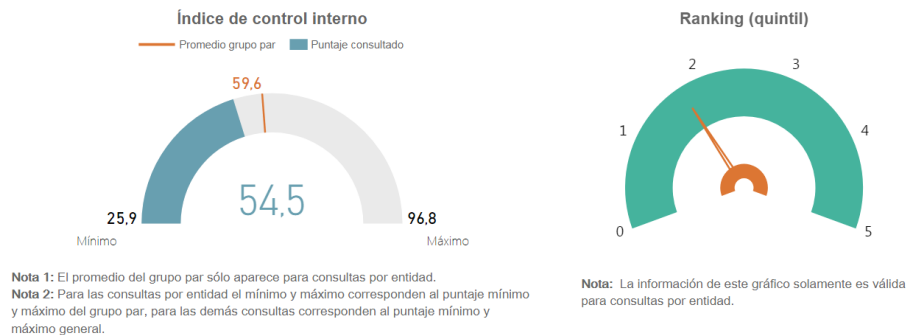 Índice de control interno
Promedio grupo par
Puntaje consultado
59,6
54,5
25,9
Mínimo
96,8
Máximo
Nota 1: El promedio del grupo par sólo aparece para consultas por entidad.
Nota 2: Para las consultas por entidad el mínimo y máximo corresponden al puntaje mínimo
y máximo del grupo par, para las demás consultas corresponden al puntaje mínimo y
máximo general.
Ranking (quintil)
0
1
2
3
4
5
Nota: La información de este gráfico solamente es válida
para consultas por entidad.